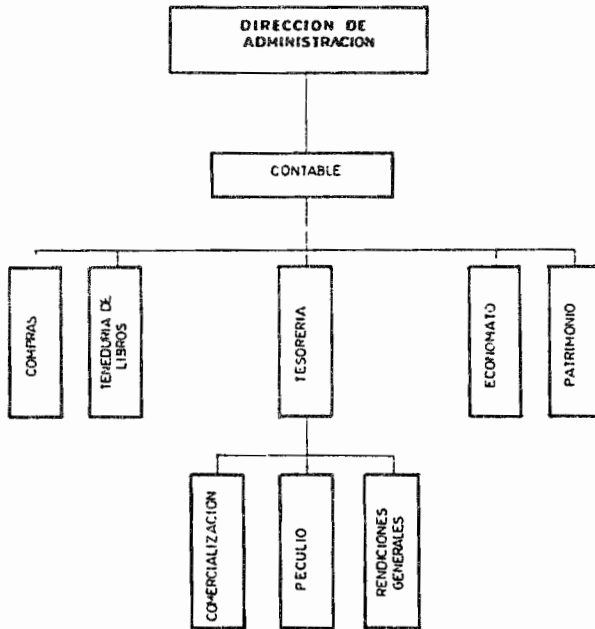 DIRECCION DE
ADMINISTRACION
CONTABLE
COMPRAS
TENEDURIA DE
LIBROS
TESORERIA
ECONOMATO
PATRIMONIO
COMERCIALIZACION
PECULIO
RENDICIONES
GENERALES